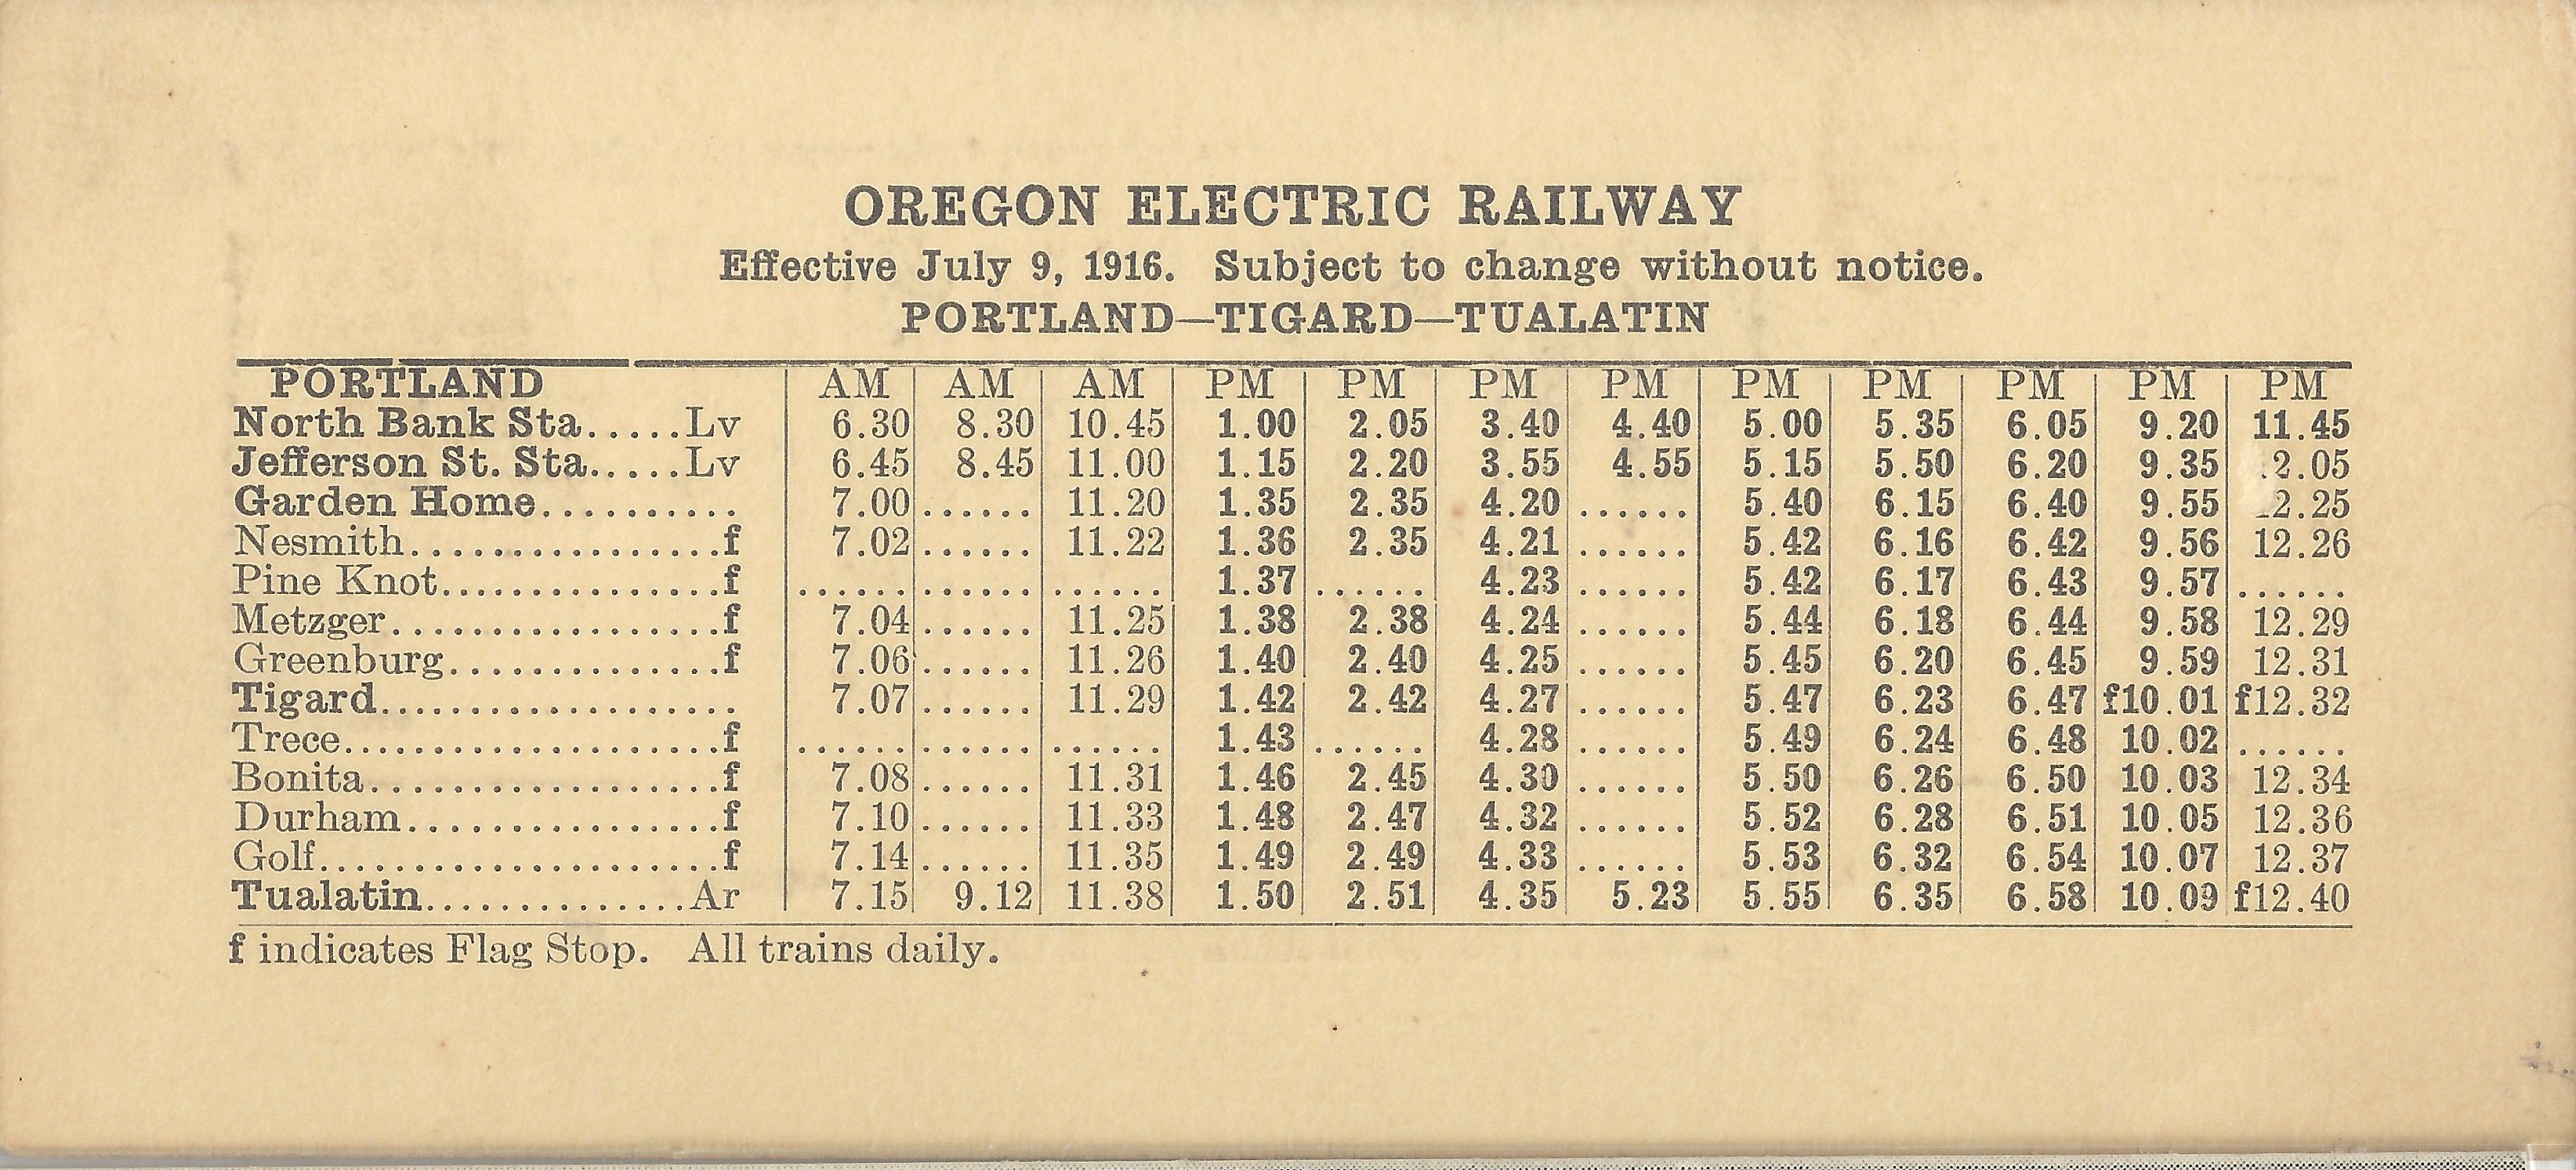 OREGON ELECTRIC RAILWAY
Effective July 9, 1916. Subject to change without notice.
PORTLAND—TIGARD—TUALATIN
PORTLAND AM AM AM PM PM PM PM PM PM PM PM PM
North Bank Sta.....Lv 6.30 8.30 10.45 1.00 2.05 3.40 4.40 5.00 5.35 6.05 9.20 11.45
Jefferson St. Sta.....Lv 6.45 8.45 11.00 1.15 2.20 3.55 4.55 5.15 5.50 6.20 9.35 2.05
Garden Home........... 7.00 ...... 11.20 1.35 2.35 4.20 ...... 5.40 6.15 6.40 9.55 2.25
Nesmith.................f 7.02 ...... 11.22 1.36 2.35 4.21 ...... 5.42 6.16 6.42 9.56 12.26
Pine Knot................f ...... ...... ...... 1.37 ...... 4.23 ...... 5.42 6.17 6.43 9.57 ......
Metzger..................f 7.04 ...... 11.25 1.38 2.38 4.24 ...... 5.44 6.18 6.44 9.58 12.29
Greenburg...............f 7.06 ...... 11.26 1.40 2.40 4.25 ...... 5.45 6.20 6.45 9.59 12.31
Tigard.................... 7.07 ...... 11.29 1.42 2.42 4.27 ...... 5.47 6.23 6.47 f10.01 f12.32
Trece.....................f ...... ...... ...... 1.43 ...... 4.28 ...... 5.49 6.24 6.48 10.02 ......
Bonita....................f 7.08 ...... 11.31 1.46 2.45 4.30 ...... 5.50 6.26 6.50 10.03 12.34
Durham.................f 7.10 ...... 11.33 1.48 2.47 4.32 ...... 5.52 6.28 6.51 10.05 12.36
Golf.......................f 7.14 ...... 11.35 1.49 2.49 4.33 ...... 5.53 6.32 6.54 10.07 12.37
Tualatin...............Ar 7.15 9.12 11.38 1.50 2.51 4.35 5.23 5.55 6.35 6.58 10.09 f12.40
f indicates Flag Stop. All trains daily.